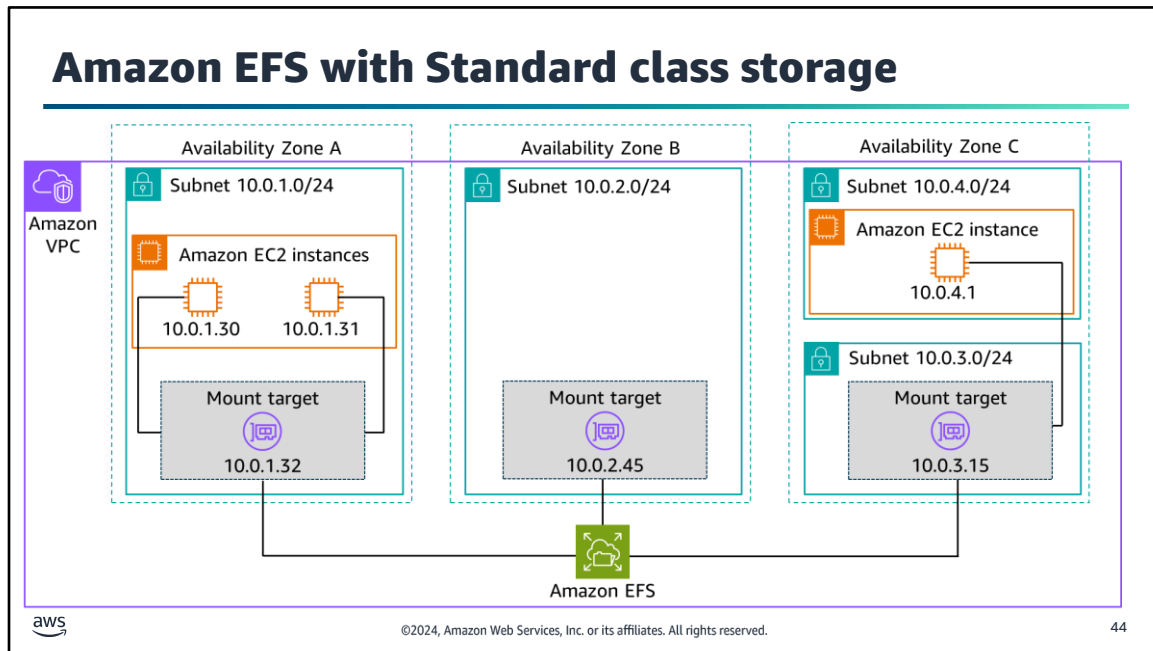 Amazon EFS with Standard class storage
Availability Zone A
Availability Zone B
Availability Zone C
Amazon
VPC
Subnet 10.0.1.0/24
Amazon EC2 instances
10.0.1.30
10.0.1.31
Mount target
10.0.1.32
Subnet 10.0.2.0/24
Mount target
10.0.2.45
Subnet 10.0.4.0/24
Amazon EC2 instance
10.0.4.1
Subnet 10.0.3.0/24
Mount target
10.0.3.15
Amazon EFS
aws
©2024, Amazon Web Services, Inc. or its affiliates. All rights reserved.
44